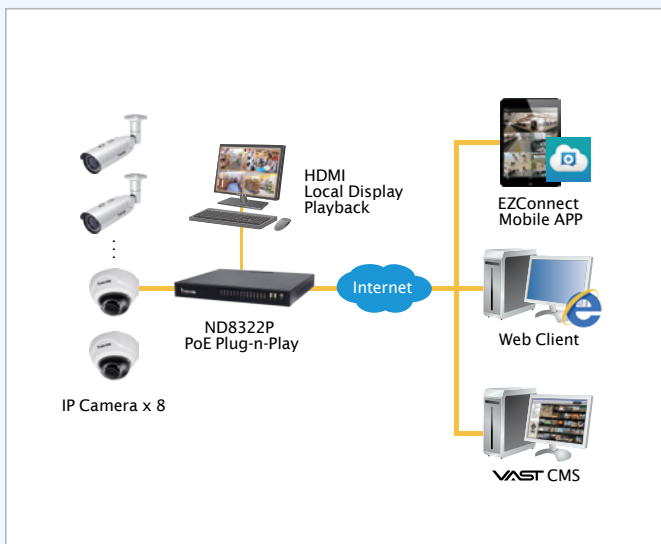 HDMI
Local Display
Playback
EZConnect
Mobile APP
Internet
ND8322P
PoE Plug-n-Play
Web Client
IP Camera x 8
VAST CMS